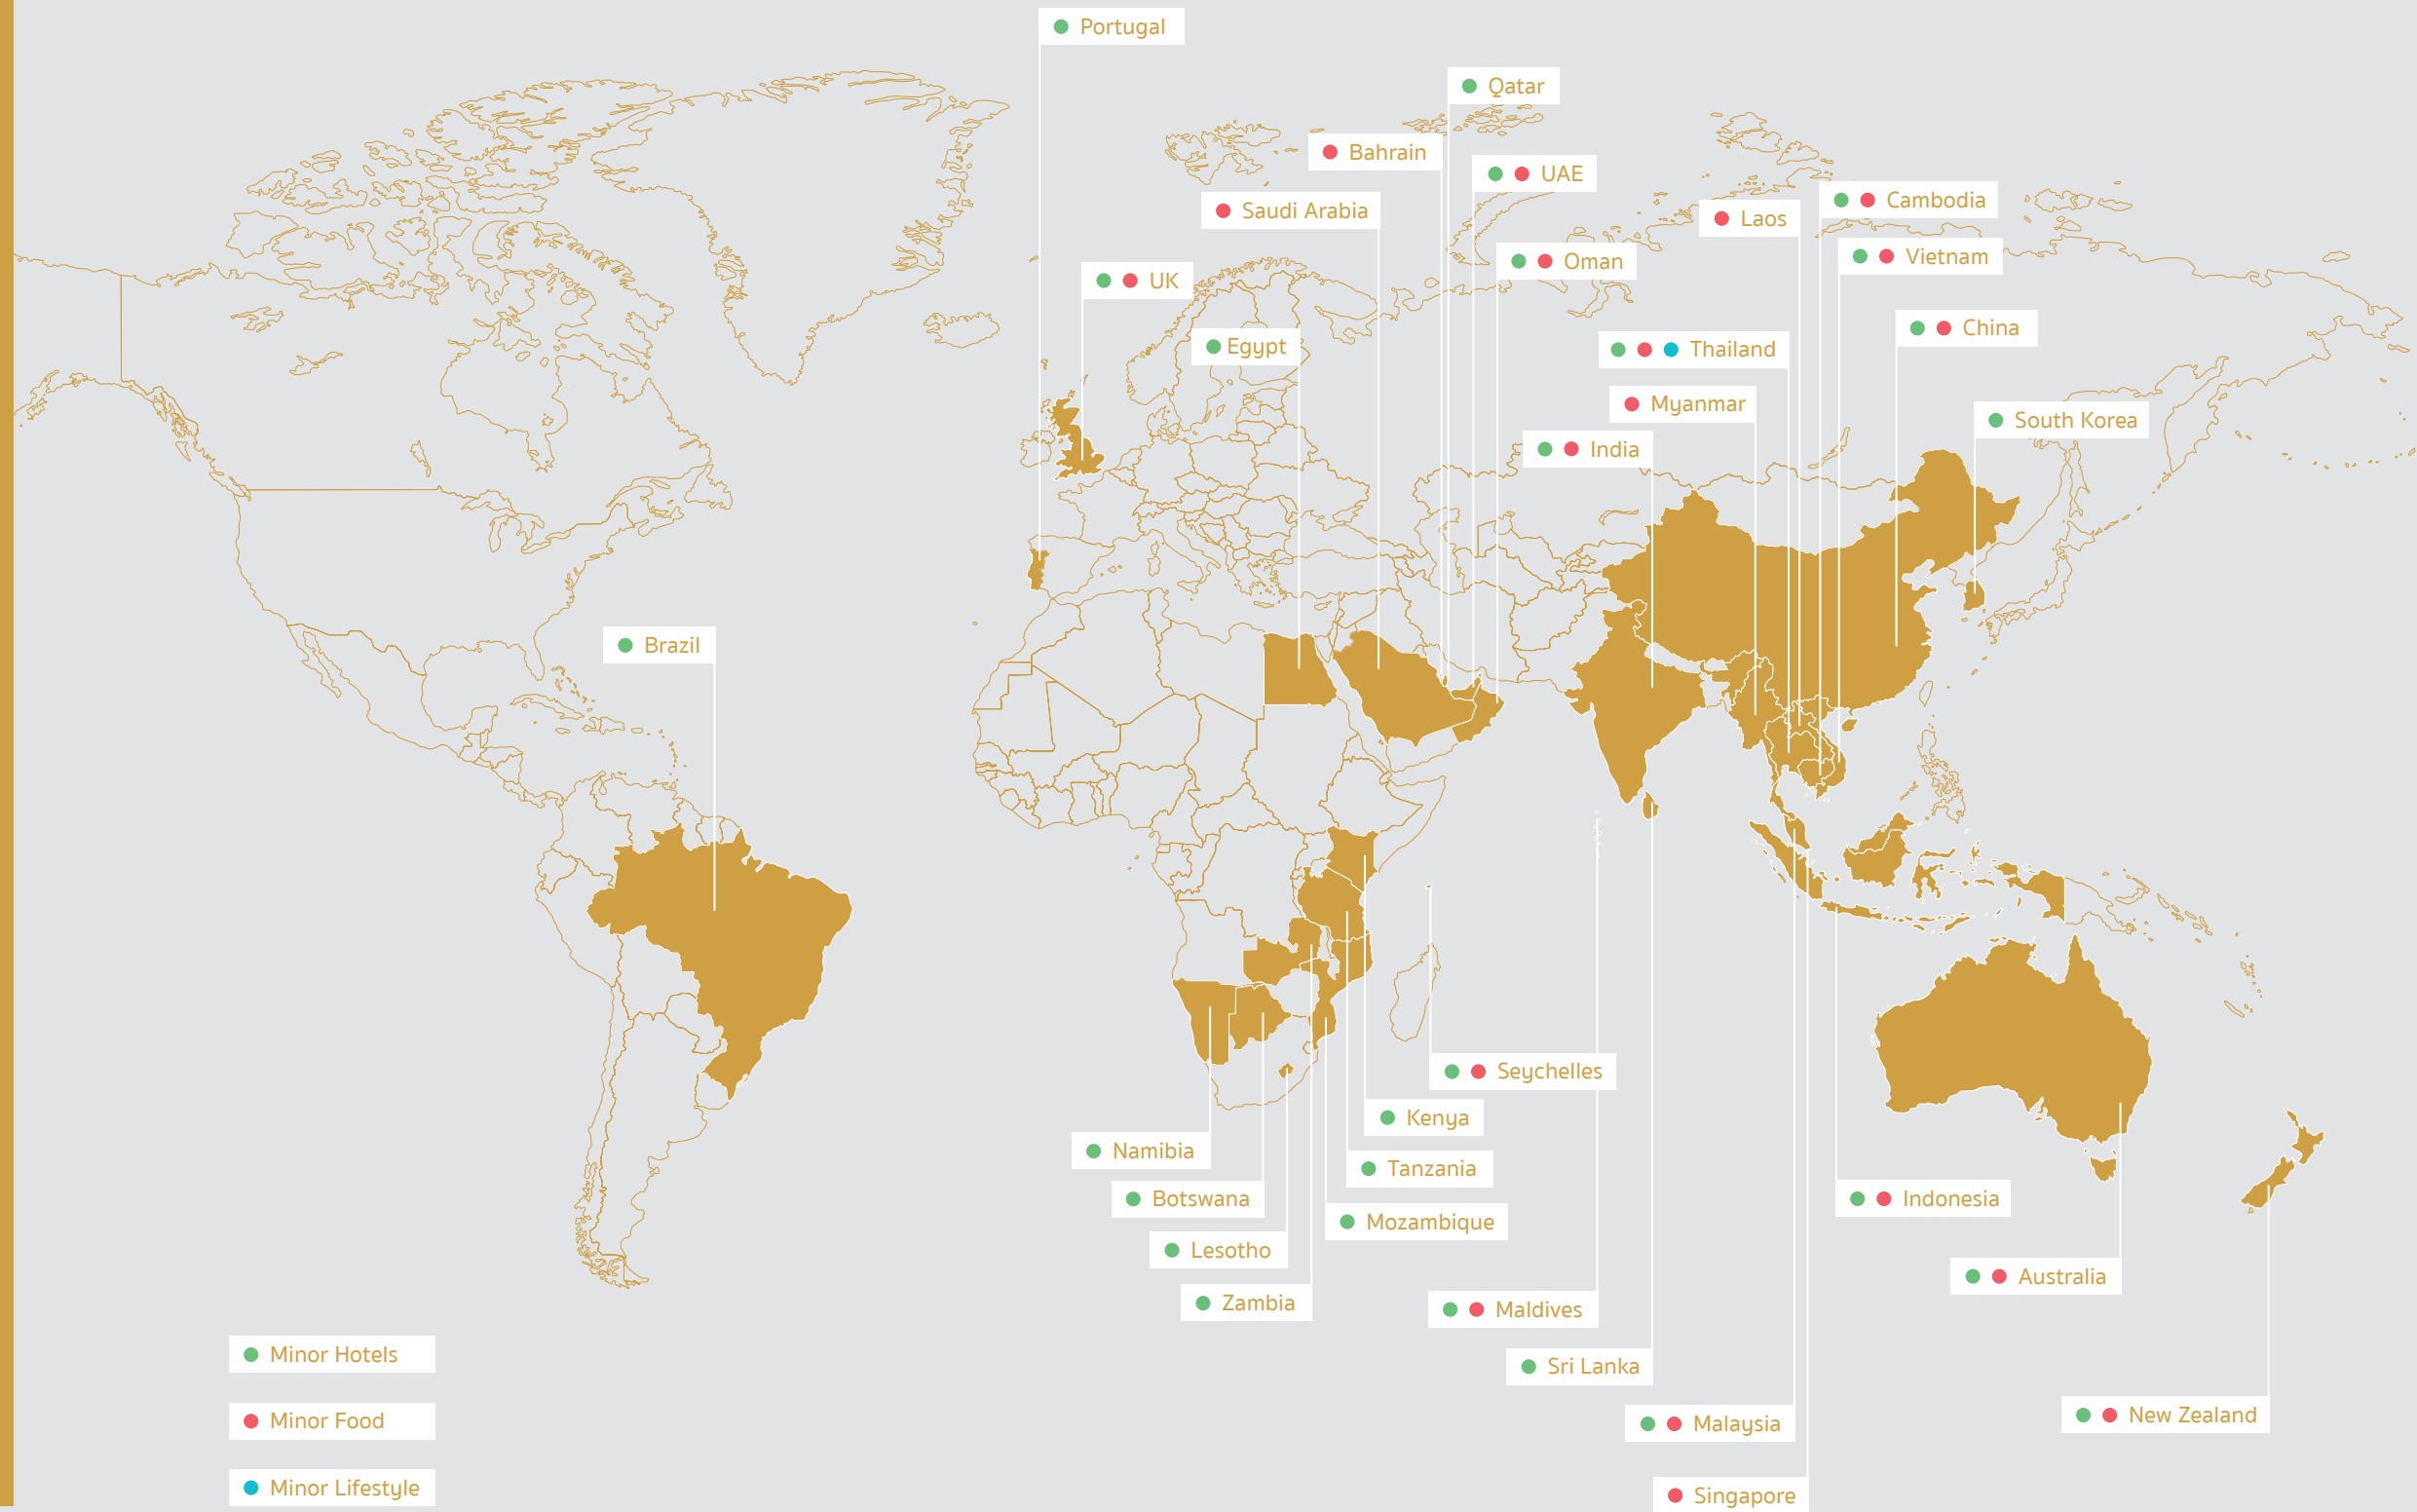 Portugal
Qatar
Bahrain
UAE
Saudi Arabia
Cambodia
Laos
Vietnam
Oman
UK
China
Egypt
Thailand
Myanmar
South Korea
India
Brazil
Seychelles
Kenya
Namibia
Tanzania
Botswana
Indonesia
Mozambique
Lesotho
Australia
Zambia
Maldives
Minor Hotels
Sri Lanka
New Zealand
Minor Food
Malaysia
Minor Lifestyle
Singapore